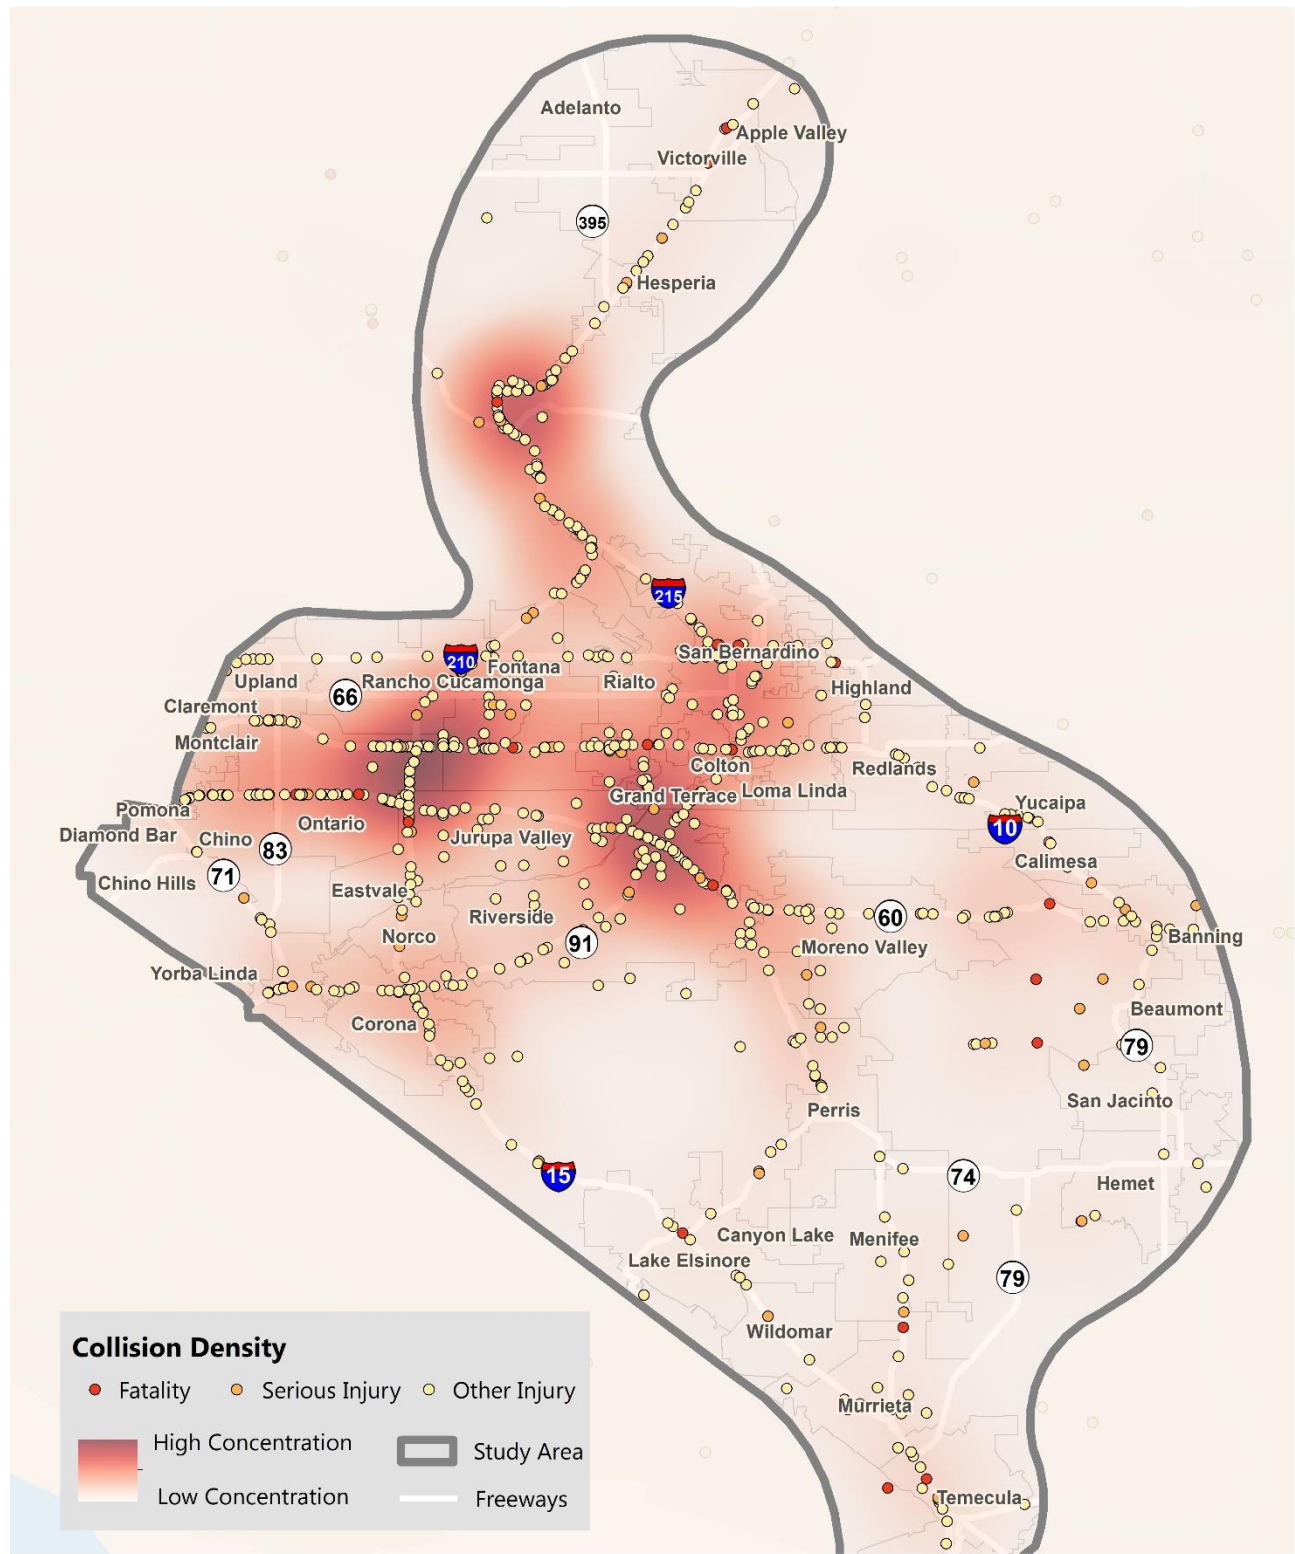 Adelanto
Apple Valley
Victorville
395
Hesperia
215
San Bernardino
210
Fontana
Upland
Rancho Cucamonga
Rialto
Highland
66
Claremont
Montclair
Colton
Redlands
Grand Terrace
Loma Linda
Pomona
Yucaipa
Ontario
10
Diamond Bar
Chino
Jurupa Valley
83
Calimesa
71
Chino Hills
Eastvale
Riverside
60
Norco
91
Moreno Valley
Banning
Yorba Linda
Beaumont
Corona
79
San Jacinto
Perris
15
74
Hemet
Canyon Lake
Menifee
Lake Elsinore
79
Wildomar
Murrieta
Temecula
Collision Density
Fatality
Serious Injury
Other Injury
High Concentration
Study Area
Low Concentration
Freeways